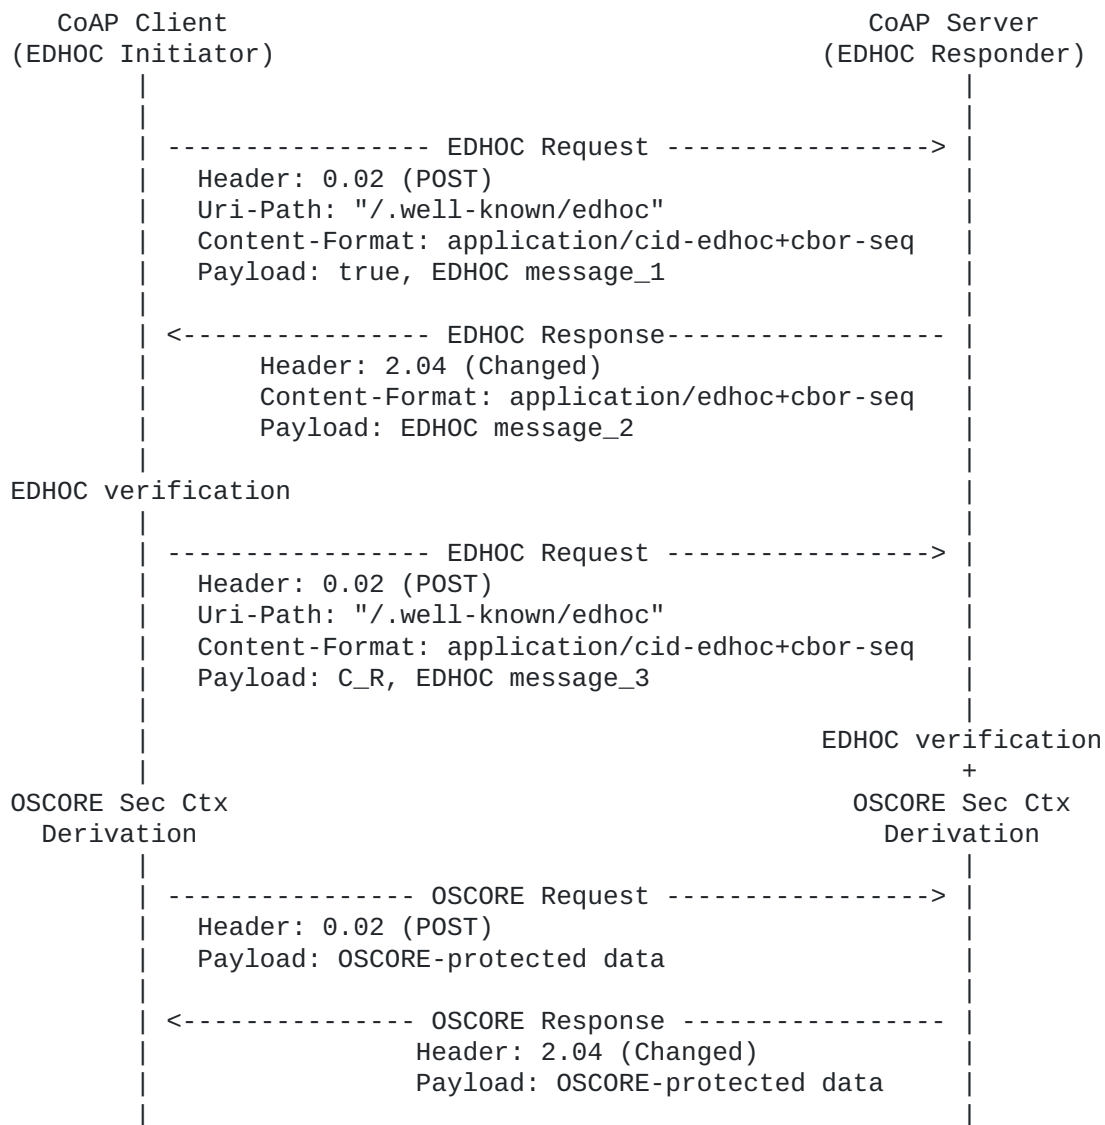 CoAP Client                                         CoAP Server
(EDHOC Initiator)                                   (EDHOC Responder)
        |                                                    |
        |                                                    |
        | ----------------- EDHOC Request -----------------> |
        |   Header: 0.02 (POST)                              |
        |   Uri-Path: "/.well-known/edhoc"                   |
        |   Content-Format: application/cid-edhoc+cbor-seq   |
        |   Payload: true, EDHOC message_1                   |
        |                                                    |
        | <---------------- EDHOC Response------------------ |
        |       Header: 2.04 (Changed)                       |
        |       Content-Format: application/edhoc+cbor-seq   |
        |       Payload: EDHOC message_2                     |
        |                                                    |
EDHOC verification                                           |
        |                                                    |
        | ----------------- EDHOC Request -----------------> |
        |   Header: 0.02 (POST)                              |
        |   Uri-Path: "/.well-known/edhoc"                   |
        |   Content-Format: application/cid-edhoc+cbor-seq   |
        |   Payload: C_R, EDHOC message_3                    |
        |                                                    |
        |                                           EDHOC verification
        |                                                    +
OSCORE Sec Ctx                                        OSCORE Sec Ctx
  Derivation                                            Derivation
        |                                                    |
        | ---------------- OSCORE Request -----------------> |
        |   Header: 0.02 (POST)                              |
        |   Payload: OSCORE-protected data                   |
        |                                                    |
        | <--------------- OSCORE Response ----------------- |
        |                 Header: 2.04 (Changed)             |
        |                 Payload: OSCORE-protected data     |
        |                                                    |